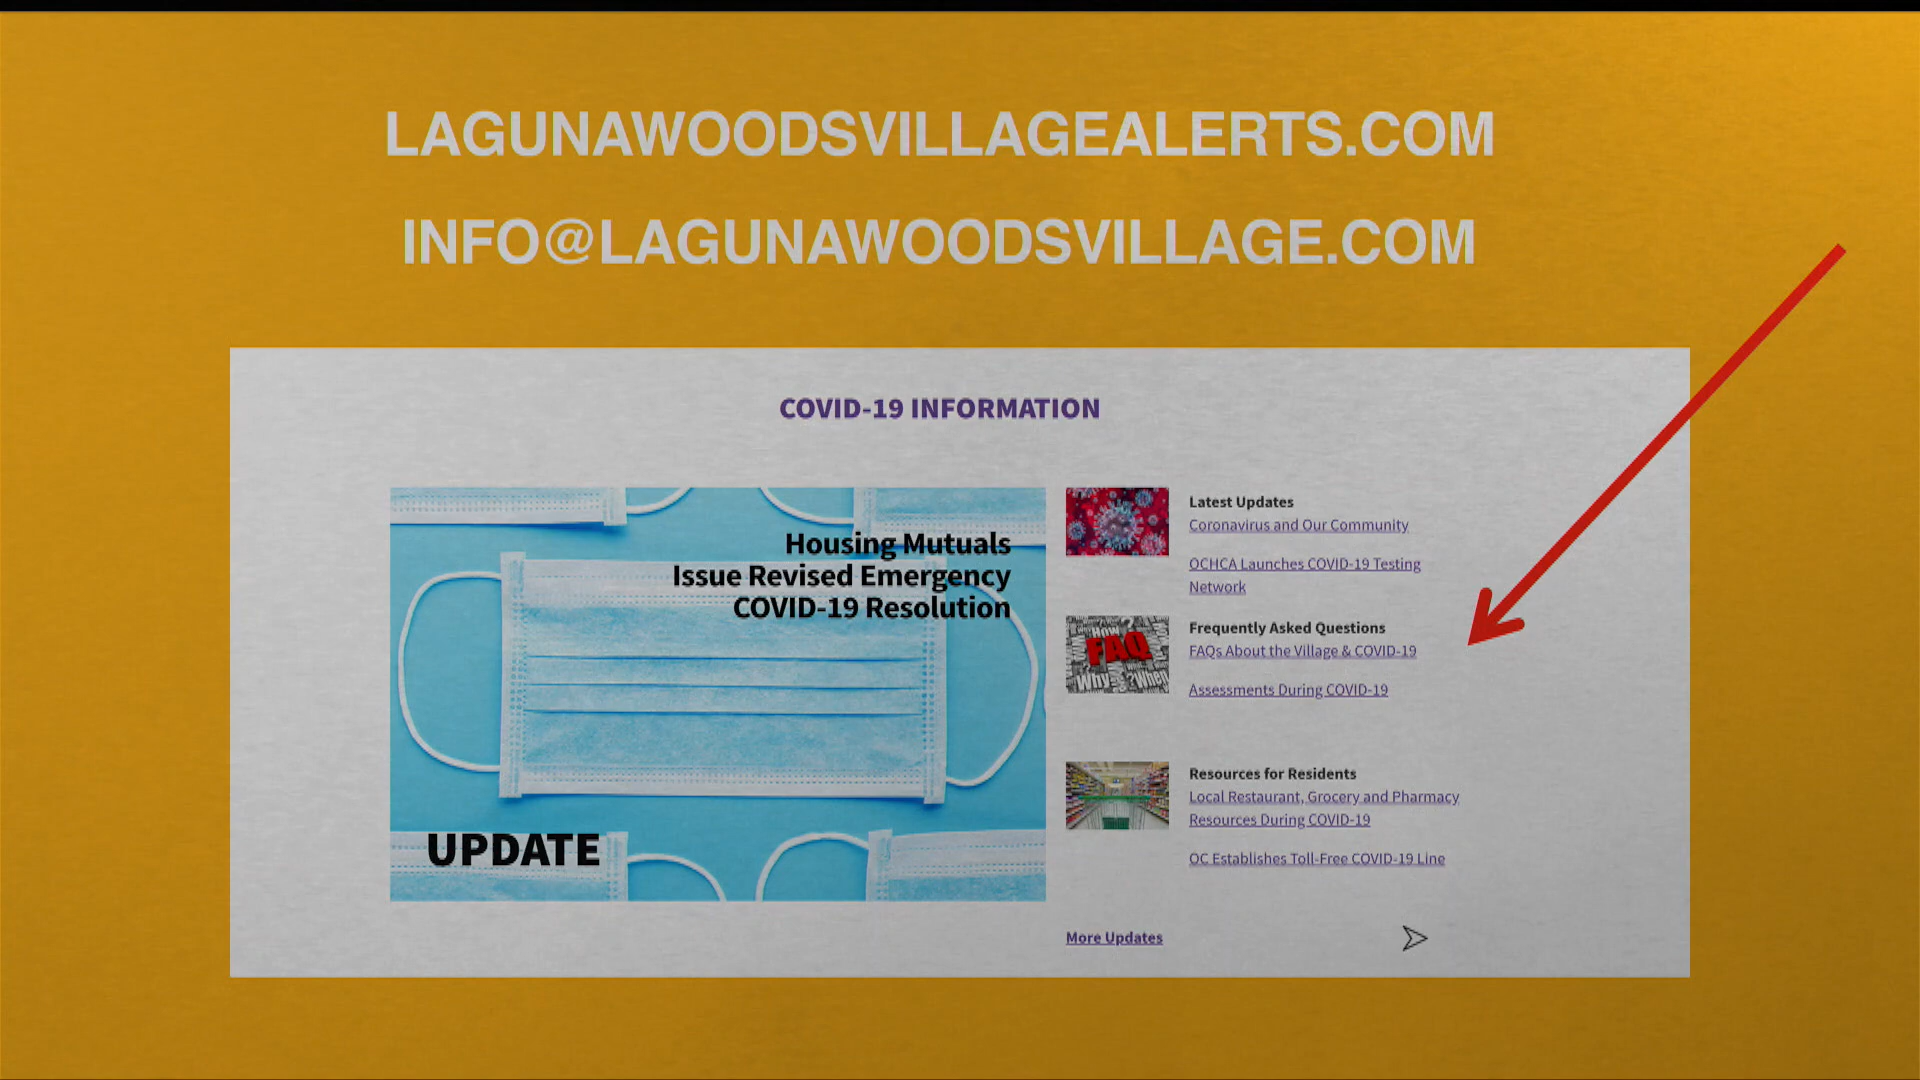 LAGUNAWOODSVILLAGEALERTS.COM
INFO@LAGUNAWOODSVILLAGE.COM
COVID-19 INFORMATION
Housing Mutuals
Issue Revised Emergency
COVID-19 Resolution
UPDATE
Latest Updates
Coronavirus and Our Community
OCHCA Launches COVID-19 Testing
Network
How?
FAQ
Why?
When
Frequently Asked Questions
FAQs About the Village & COVID-19
Assessments During COVID-19
Resources for Residents
Local Restaurant, Grocery and Pharmacy
Resources During COVID-19
OC Establishes Toll-Free COVID-19 Line
More Updates